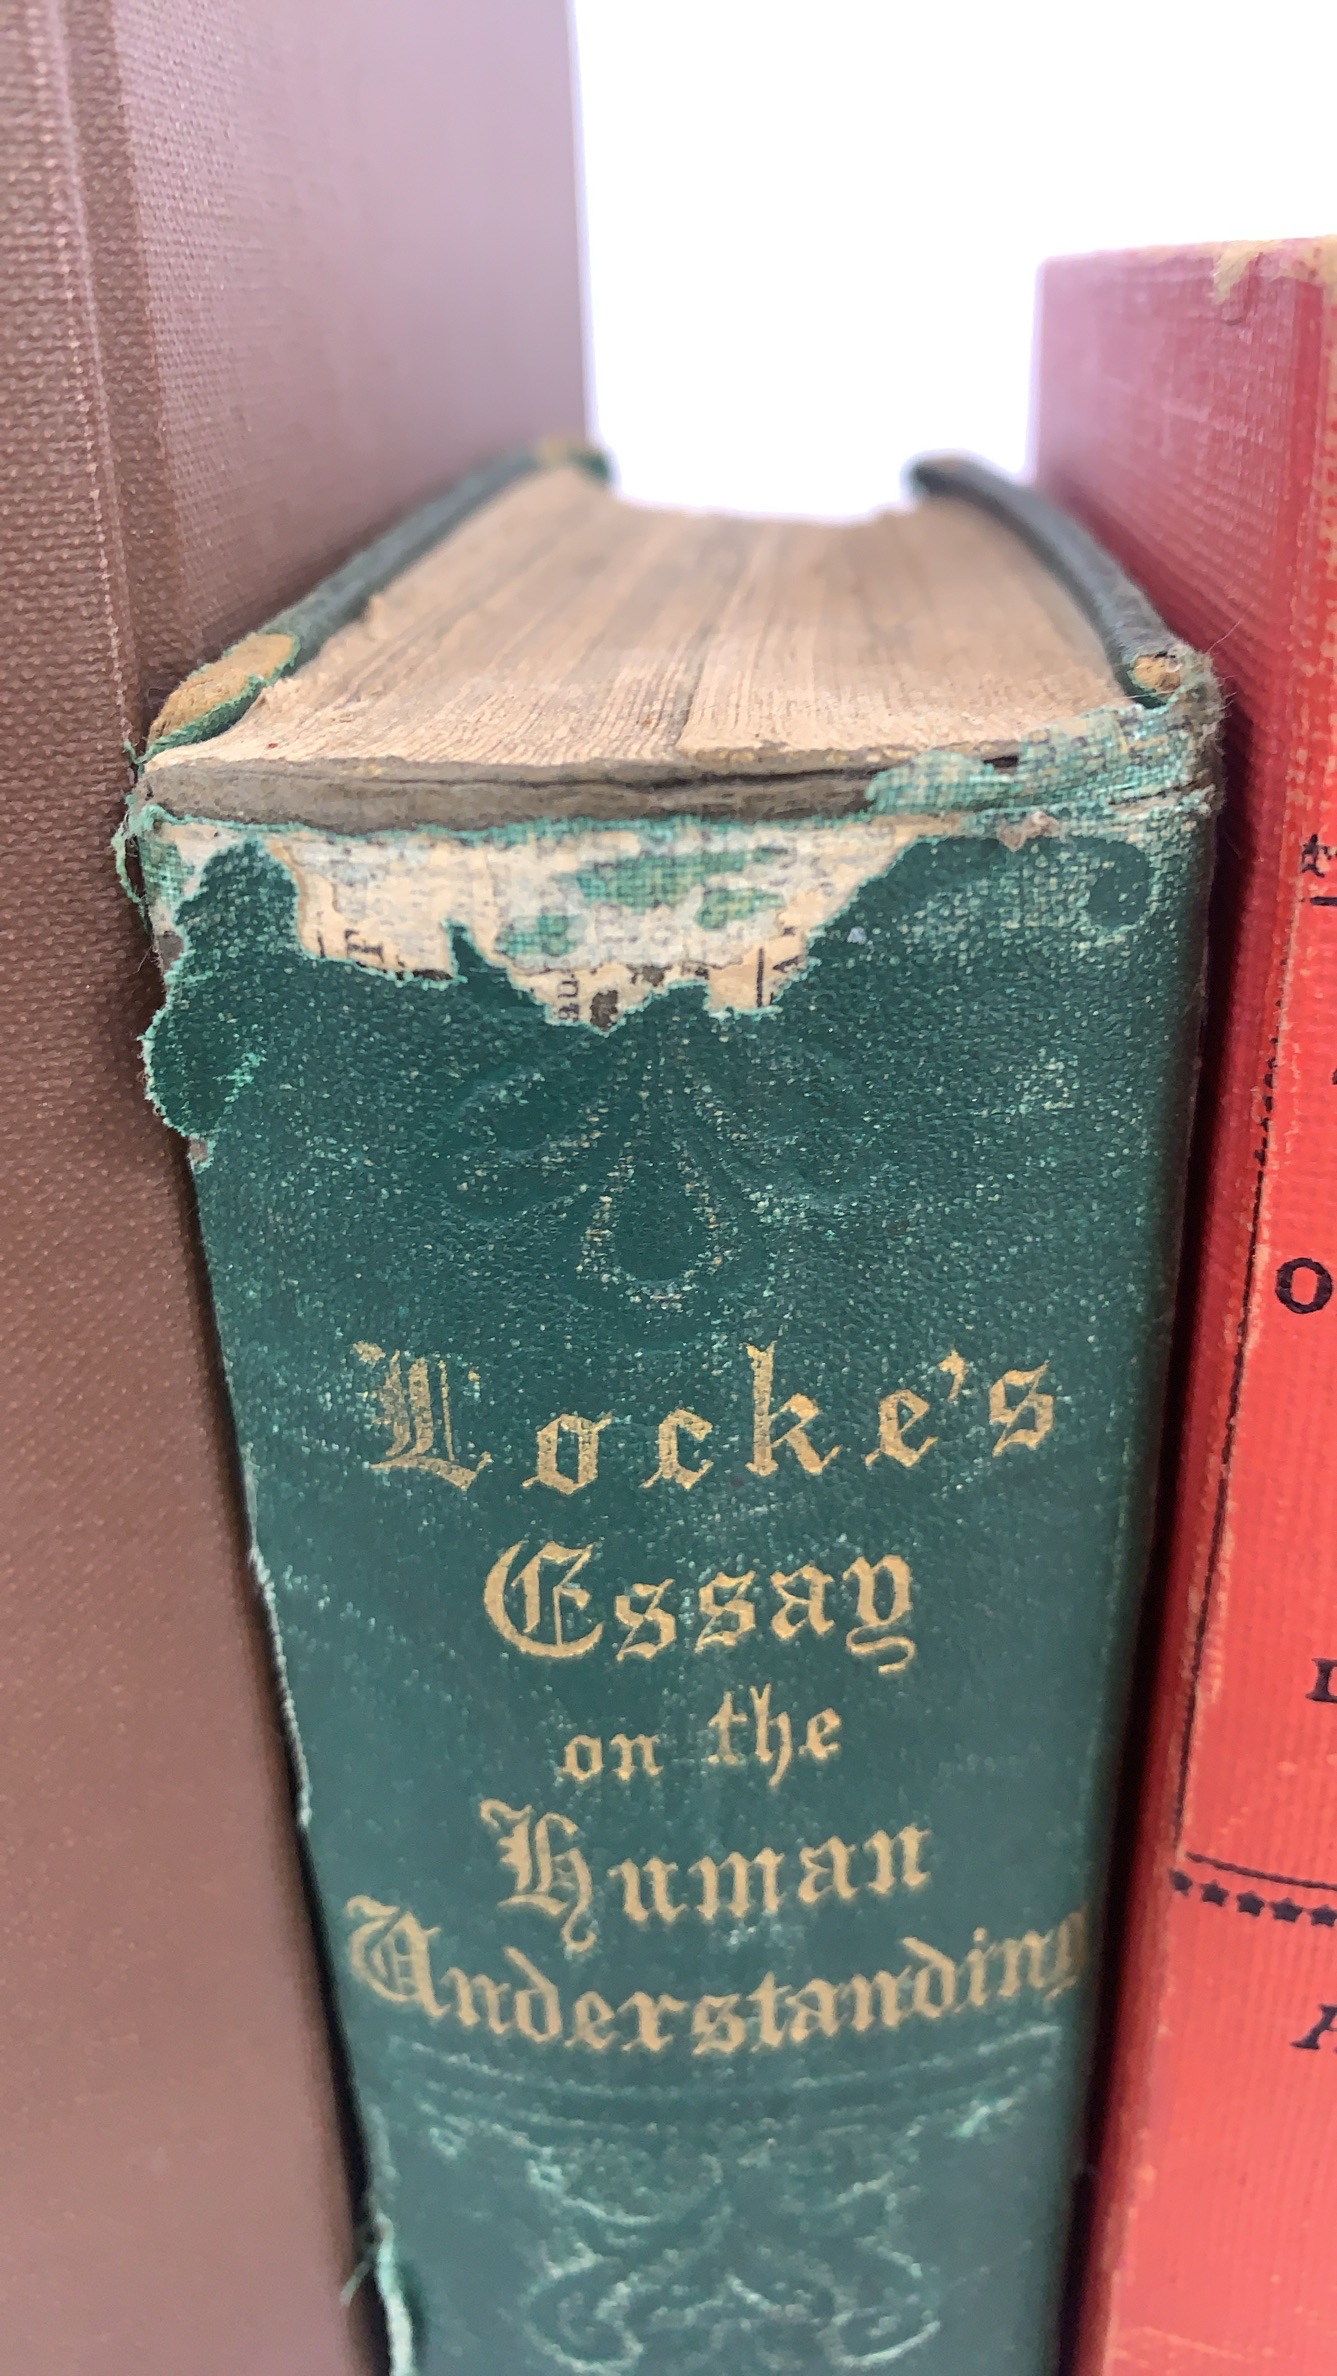 Locke's
Essay
on the
Human
Understanding